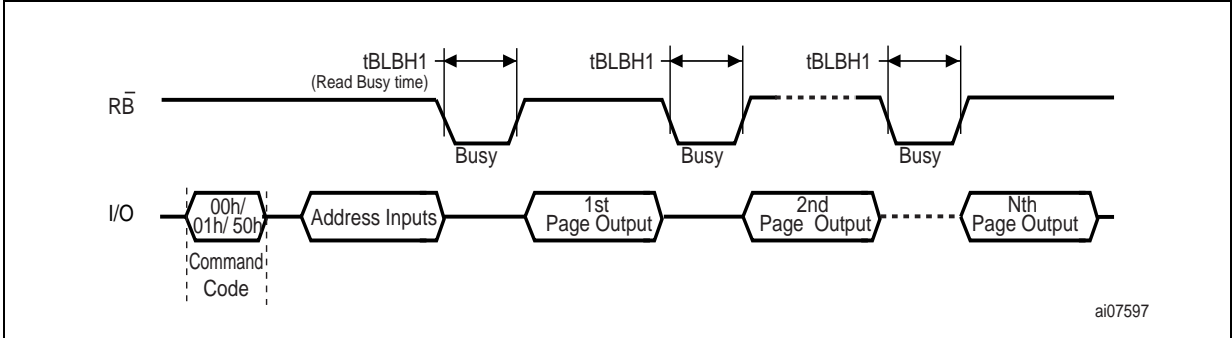 tBLBH1
(Read Busy time)
tBLBH1
tBLBH1
RB̅
Busy
Busy
Busy
I/O
00h/
01h/ 50h
Address Inputs
1st
Page Output
2nd
Page Output
Nth
Page Output
Command
Code
ai07597